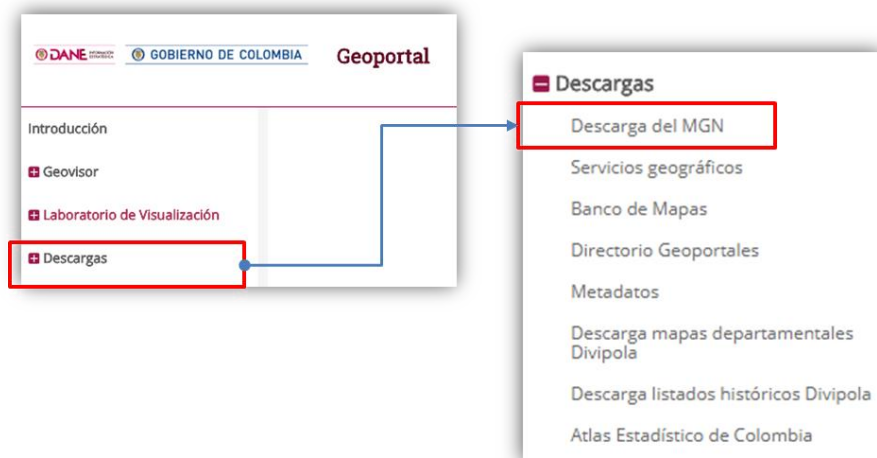 DANE INFORMACIÓN ESTRATÉGICA GOBIERNO DE COLOMBIA Geoportal
Introducción
Geovisor
Laboratorio de Visualización
Descargas
Descargas
Descarga del MGN
Servicios geográficos
Banco de Mapas
Directorio Geoportales
Metadatos
Descarga mapas departamentales
Divipola
Descarga listados históricos Divipola
Atlas Estadístico de Colombia